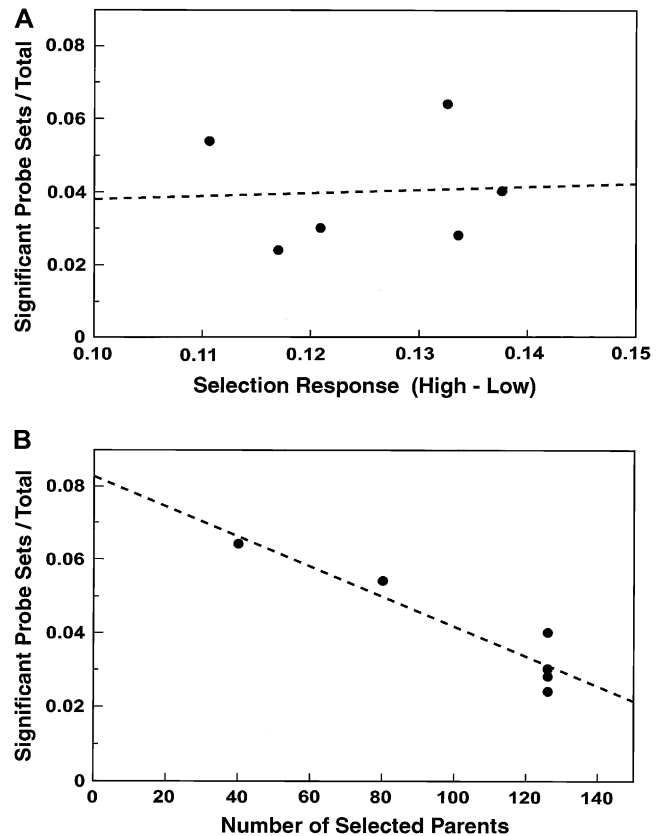 A
Significant Probe Sets / Total
0.08
0.06
0.04
0.02
0
0.10 0.11 0.12 0.13 0.14 0.15
Selection Response (High - Low)
B
Significant Probe Sets / Total
0.08
0.06
0.04
0.02
0
0 20 40 60 80 100 120 140
Number of Selected Parents